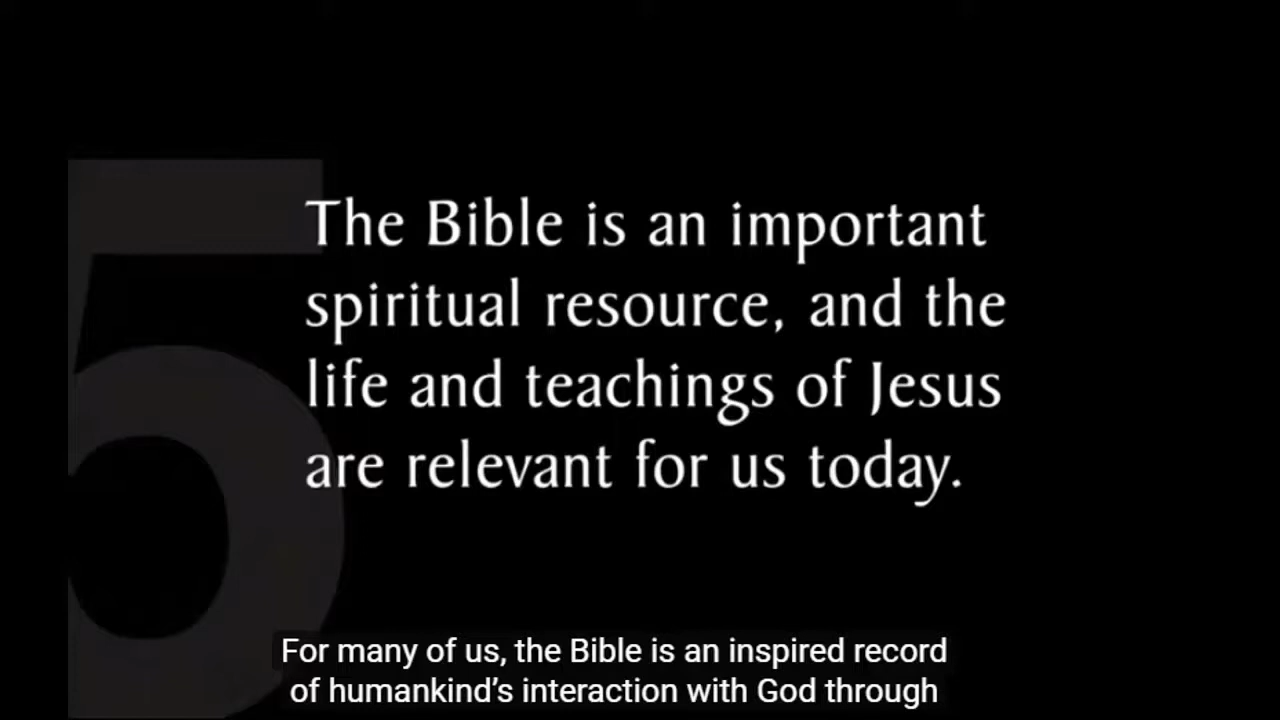 5
The Bible is an important
spiritual resource, and the
life and teachings of Jesus
are relevant for us today.
For many of us, the Bible is an inspired record
of humankind’s interaction with God through